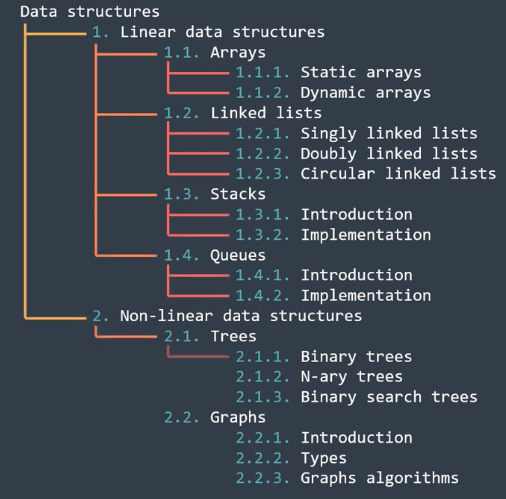 Data structures
1. Linear data structures
1.1. Arrays
1.1.1. Static arrays
1.1.2. Dynamic arrays
1.2. Linked lists
1.2.1. Singly linked lists
1.2.2. Doubly linked lists
1.2.3. Circular linked lists
1.3. Stacks
1.3.1. Introduction
1.3.2. Implementation
1.4. Queues
1.4.1. Introduction
1.4.2. Implementation
2. Non-linear data structures
2.1. Trees
2.1.1. Binary trees
2.1.2. N-ary trees
2.1.3. Binary search trees
2.2. Graphs
2.2.1. Introduction
2.2.2. Types
2.2.3. Graphs algorithms